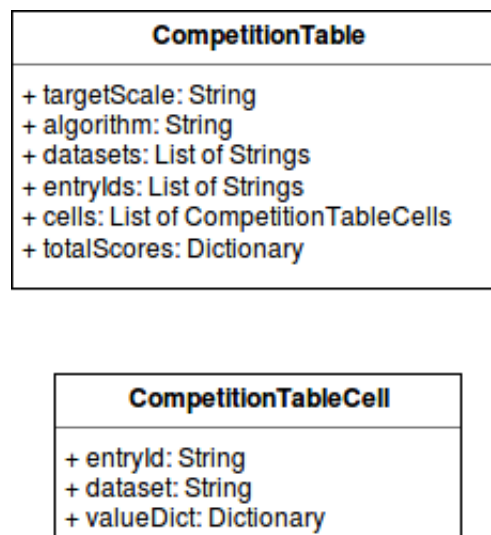 CompetitionTable
+ targetScale: String
+ algorithm: String
+ datasets: List of Strings
+ entryIds: List of Strings
+ cells: List of CompetitionTableCells
+ totalScores: Dictionary
CompetitionTableCell
+ entryId: String
+ dataset: String
+ valueDict: Dictionary